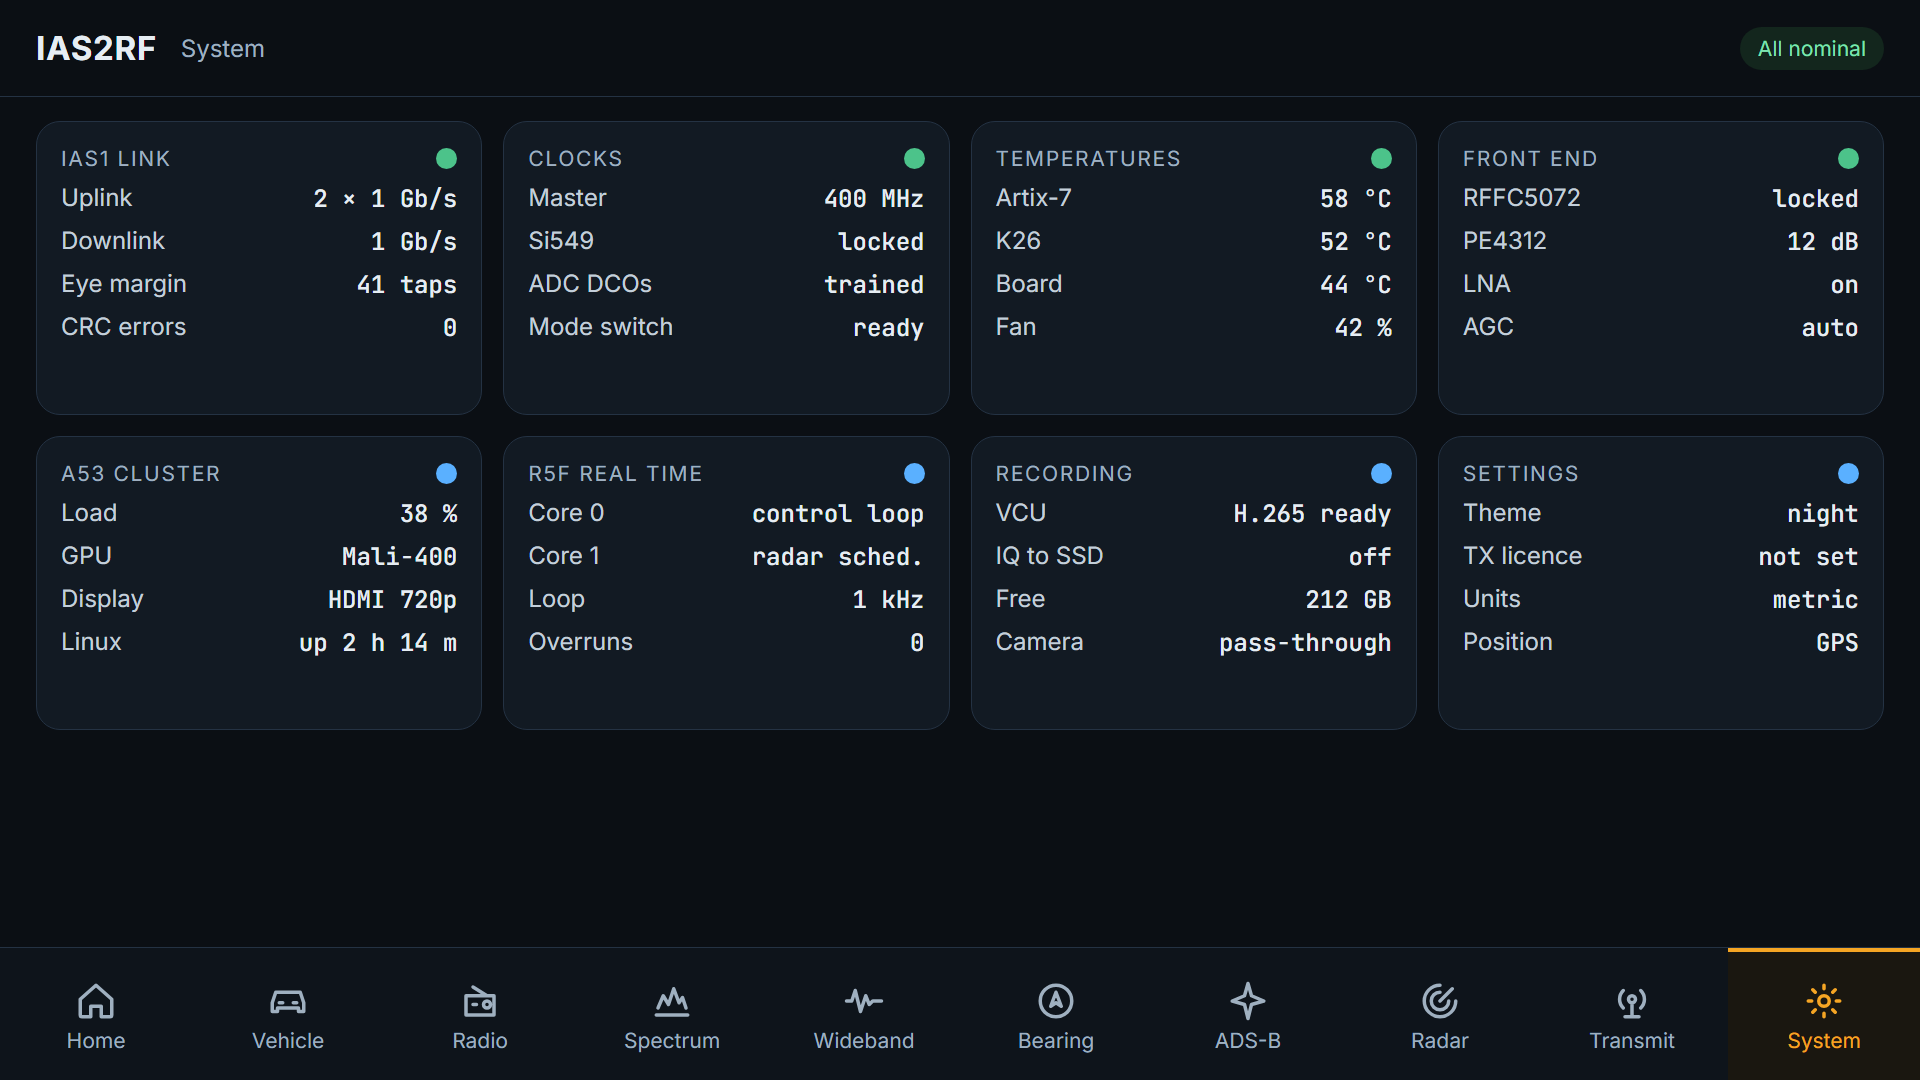 IAS2RF System All nominal
IAS1 LINK
Uplink 2 × 1 Gb/s
Downlink 1 Gb/s
Eye margin 41 taps
CRC errors 0
CLOCKS
Master 400 MHz
Si549 locked
ADC DCOs trained
Mode switch ready
TEMPERATURES
Artix-7 58 °C
K26 52 °C
Board 44 °C
Fan 42 %
FRONT END
RFFC5072 locked
PE4312 12 dB
LNA on
AGC auto
A53 CLUSTER
Load 38 %
GPU Mali-400
Display HDMI 720p
Linux up 2 h 14 m
R5F REAL TIME
Core 0 control loop
Core 1 radar sched.
Loop 1 kHz
Overruns 0
RECORDING
VCU H.265 ready
IQ to SSD off
Free 212 GB
Camera pass-through
SETTINGS
Theme night
TX licence not set
Units metric
Position GPS
Home Vehicle Radio Spectrum Wideband Bearing ADS-B Radar Transmit System